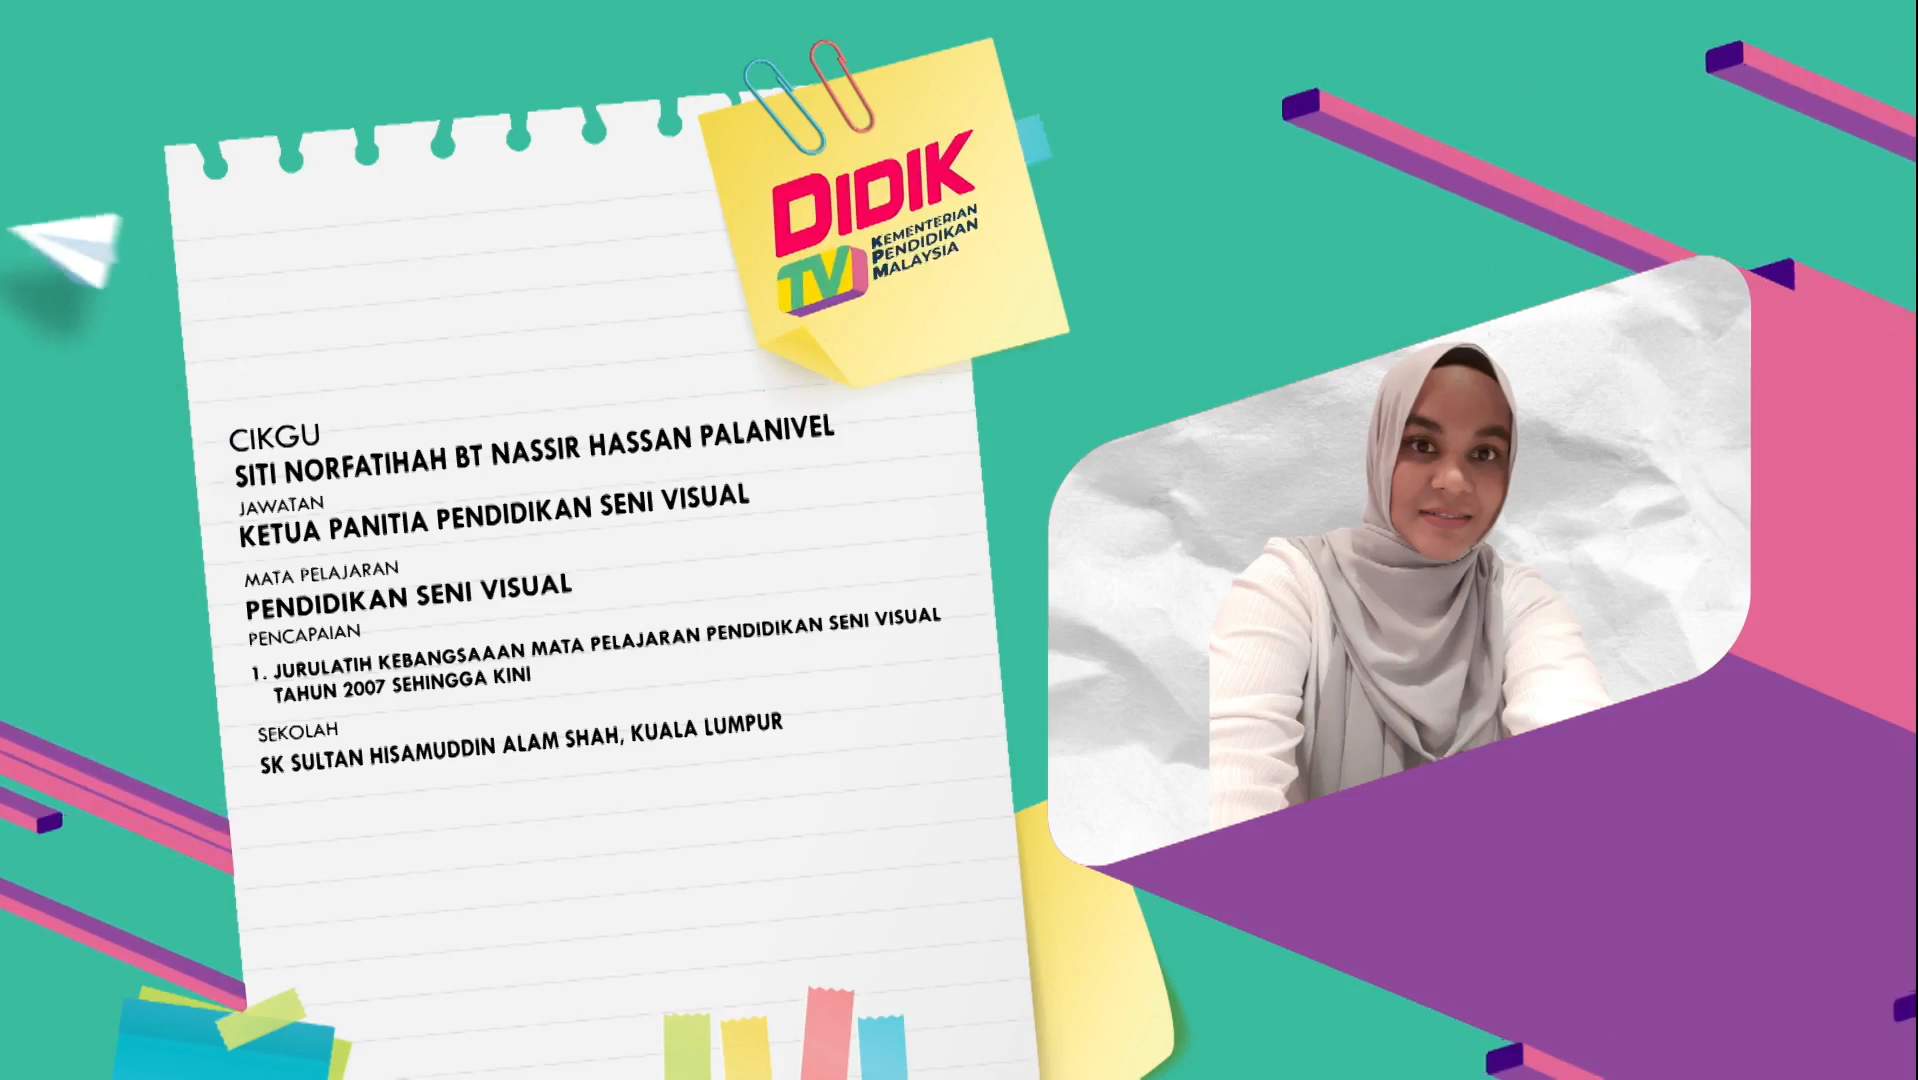 DIDIK
TV
KEMENTERIAN
PENDIDIKAN
MALAYSIA
CIKGU
SITI NORFATIHAH BT NASSIR HASSAN PALANIVEL
JAWATAN
KETUA PANITIA PENDIDIKAN SENI VISUAL
MATA PELAJARAN
PENDIDIKAN SENI VISUAL
PENCAPAIAN
1. JURULATIH KEBANGSAAAN MATA PELAJARAN PENDIDIKAN SENI VISUAL
TAHUN 2007 SEHINGGA KINI
SEKOLAH
SK SULTAN HISAMUDDIN ALAM SHAH, KUALA LUMPUR